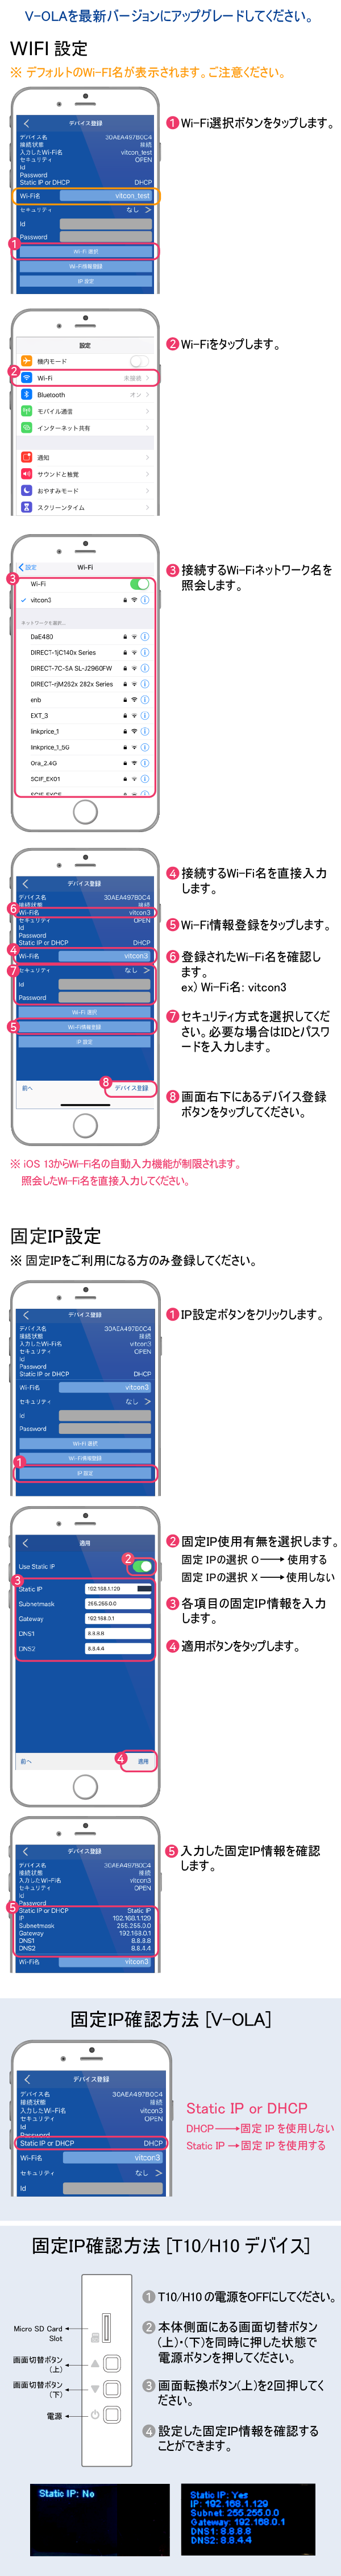 V-OLAを最新バージョンにアップグレードしてください。
WIFI 設定
※ デフォルトのWi-FI名が表示されます。ご注意ください。
デバイス登録
デバイス名 30AEA497B0C4
接続状態 接続
入力したWi-Fi名 vitcon_test
セキュリティ OPEN
Id
Password
Static IP or DHCP DHCP
Wi-Fi名 vitcon_test
セキュリティ なし >
Id
Password
1
Wi-Fi 選択
Wi-Fi情報登録
IP 設定
1 Wi-Fi選択ボタンをタップします。
設定
機内モード
2
Wi-Fi 未接続 >
Bluetooth オン >
モバイル通信 >
インターネット共有 >
通知 >
サウンドと触覚 >
おやすみモード >
スクリーンタイム >
2 Wi-Fiをタップします。
< 設定 Wi-Fi
3
Wi-Fi
✓ vitcon3
ネットワークを選択...
DaE480
DIRECT-1jC140x Series
DIRECT-7C-5A SL-J2960FW
DIRECT-rjM252x 282x Series
enb
EXT_3
linkprice_1
linkprice_1_5G
Ora_2.4G
SCIF_EX01
3 接続するWi-Fiネットワーク名を
照会します。
デバイス登録
デバイス名 30AEA497B0C4
接続状態 接続
6
Wi-Fi名 vitcon3
セキュリティ OPEN
Id
Password
Static IP or DHCP DHCP
4
Wi-Fi名 vitcon3
7
セキュリティ なし >
Id
Password
Wi-Fi 選択
5
Wi-Fi情報登録
IP 設定
8
前へ デバイス登録
4 接続するWi-Fi名を直接入力
します。
5 Wi-Fi情報登録をタップします。
6 登録されたWi-Fi名を確認し
ます。
ex) Wi-Fi名: vitcon3
7 セキュリティ方式を選択してくだ
さい。必要な場合はIDとパスワ
ードを入力します。
8 画面右下にあるデバイス登録
ボタンをタップしてください。
※ iOS 13からWi-Fi名の自動入力機能が制限されます。
照会したWi-Fi名を直接入力してください。
固定IP設定
※ 固定IPをご利用になる方のみ登録してください。
デバイス登録
デバイス名 30AEA497B0C4
接続状態 接続
入力したWi-Fi名 vitcon3
セキュリティ OPEN
Id
Password
Static IP or DHCP DHCP
Wi-Fi名 vitcon3
セキュリティ なし >
Id
Password
Wi-Fi 選択
Wi-Fi情報登録
1
IP 設定
1 IP設定ボタンをクリックします。
適用
2
Use Static IP
3
Static IP 192.168.1.129
Subnetmask 255.255.0.0
Gateway 192.168.0.1
DNS1 8.8.8.8
DNS2 8.8.4.4
4
前へ 適用
2 固定IP使用有無を選択します。
固定 IPの選択 O → 使用する
固定 IPの選択 X → 使用しない
3 各項目の固定IP情報を入力
します。
4 適用ボタンをタップします。
デバイス登録
デバイス名 30AEA497B0C4
接続状態 接続
入力したWi-Fi名 vitcon3
セキュリティ OPEN
Id
Password
5
Static IP or DHCP Static IP
IP 192.168.1.129
Subnetmask 255.255.0.0
Gateway 192.168.0.1
DNS1 8.8.8.8
DNS2 8.8.4.4
Wi-Fi名 vitcon3
5 入力した固定IP情報を確認
します。
固定IP確認方法 [V-OLA]
デバイス登録
デバイス名 30AEA497B0C4
接続状態 接続
入力したWi-Fi名 vitcon3
セキュリティ OPEN
Id
Password
Static IP or DHCP DHCP
Wi-Fi名 vitcon3
セキュリティ なし >
Id
Static IP or DHCP
DHCP → 固定 IP を使用しない
Static IP → 固定 IP を使用する
固定IP確認方法 [T10/H10 デバイス]
Micro SD Card
Slot
画面切替ボタン
(上)
画面切替ボタン
(下)
電源
1 T10/H10 の電源をOFFにしてください。
2 本体側面にある画面切替ボタン
(上)・(下)を同時に押した状態で
電源ボタンを押してください。
3 画面転換ボタン(上)を2回押してく
ださい。
4 設定した固定IP情報を確認する
ことができます。
Static IP: No
Static IP: Yes
IP: 192.168.1.129
Subnet: 255.255.0.0
Gateway: 192.168.0.1
DNS1: 8.8.8.8
DNS2: 8.8.4.4